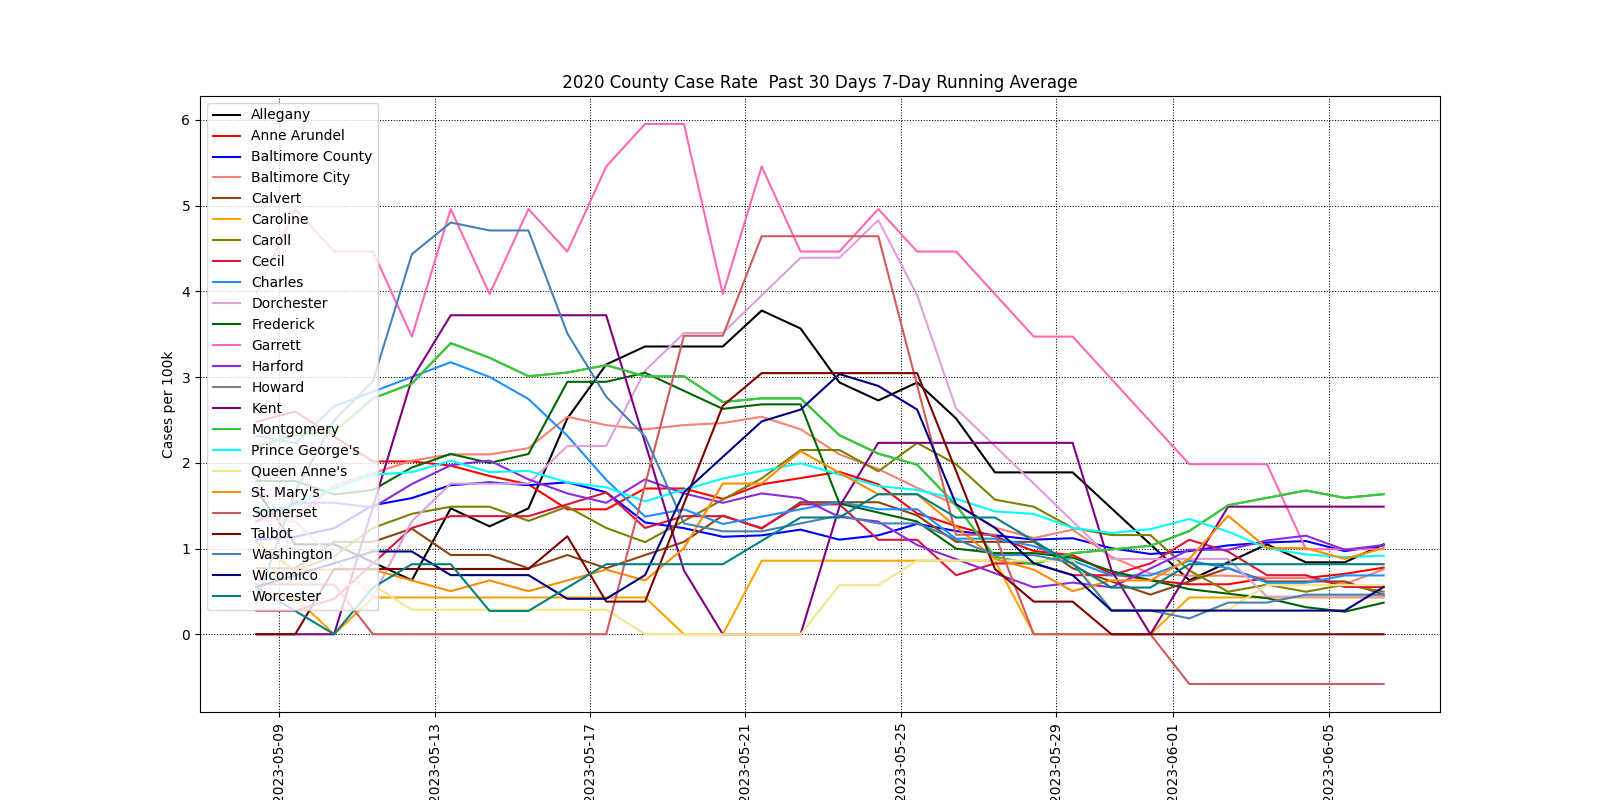 2020 County Case Rate  Past 30 Days 7-Day Running Average
Cases per 100k
6
5
4
3
2
1
0
Allegany
Anne Arundel
Baltimore County
Baltimore City
Calvert
Caroline
Caroll
Cecil
Charles
Dorchester
Frederick
Garrett
Harford
Howard
Kent
Montgomery
Prince George's
Queen Anne's
St. Mary's
Somerset
Talbot
Washington
Wicomico
Worcester
2023-05-09
2023-05-13
2023-05-17
2023-05-21
2023-05-25
2023-05-29
2023-06-01
2023-06-05